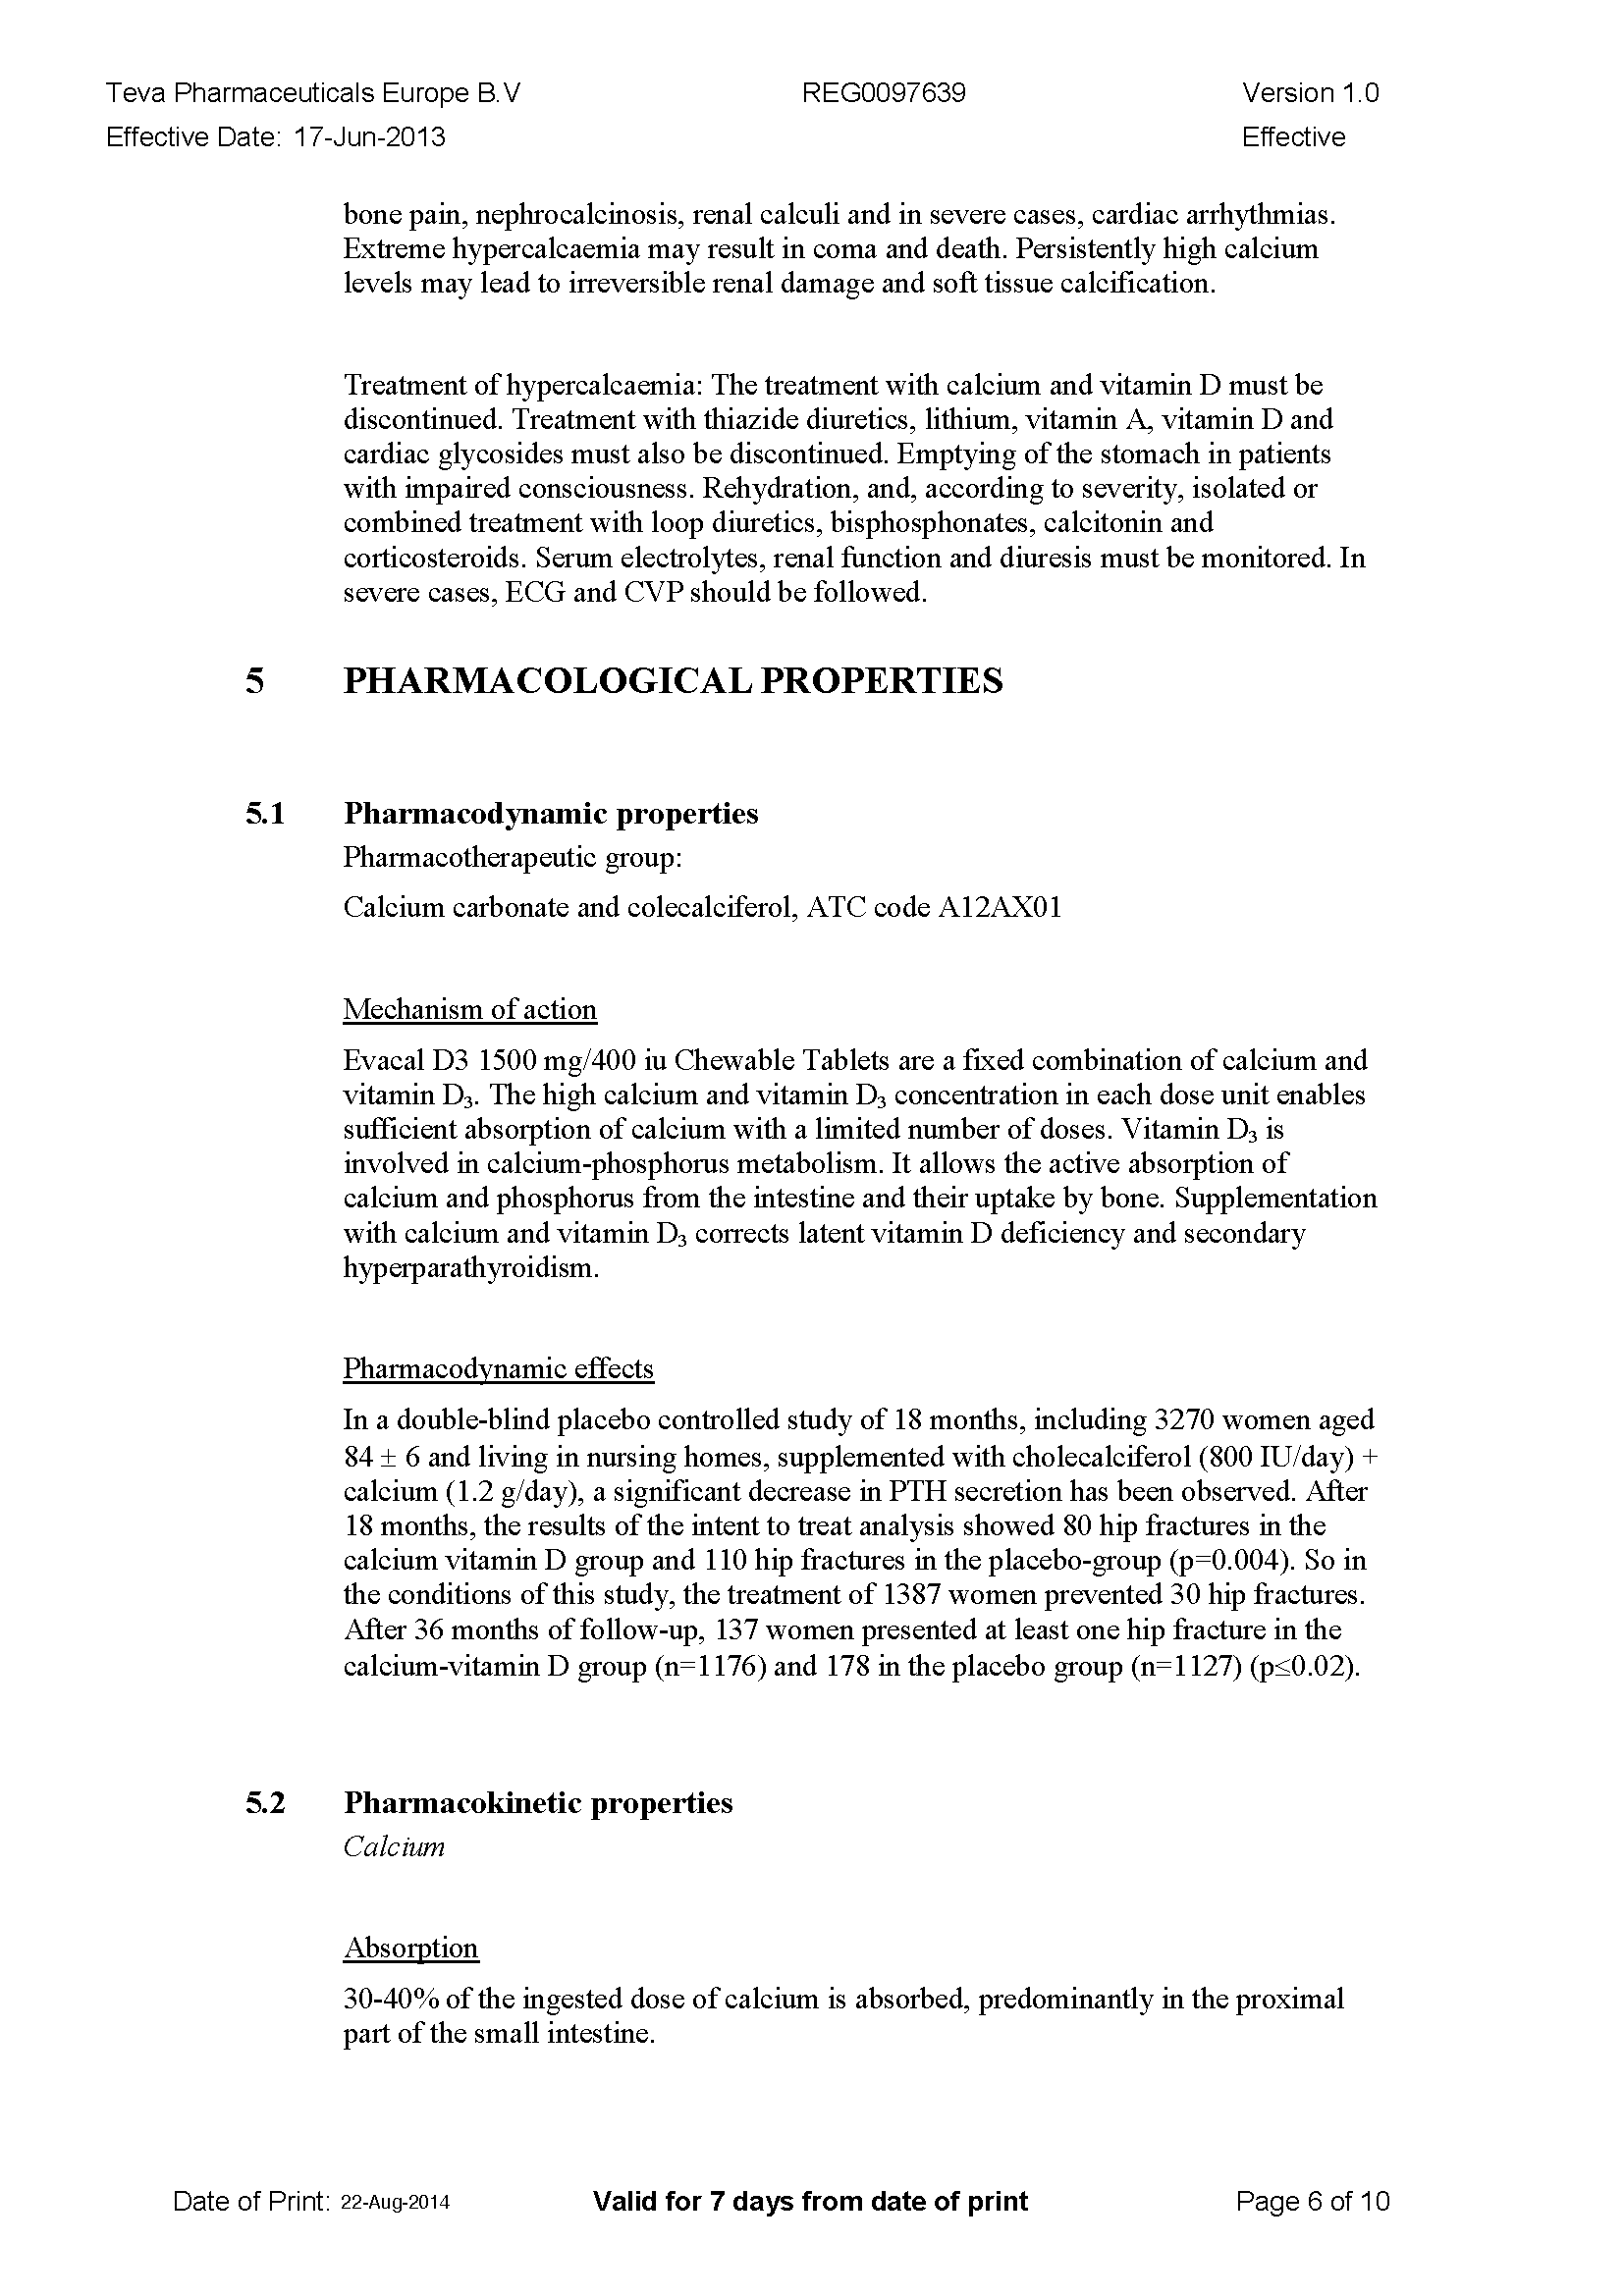 Teva Pharmaceuticals Europe B.V REG0097639 Version 1.0
Effective Date: 17-Jun-2013 Effective
bone pain, nephrocalcinosis, renal calculi and in severe cases, cardiac arrhythmias.
Extreme hypercalcaemia may result in coma and death. Persistently high calcium
levels may lead to irreversible renal damage and soft tissue calcification.
Treatment of hypercalcaemia: The treatment with calcium and vitamin D must be
discontinued. Treatment with thiazide diuretics, lithium, vitamin A, vitamin D and
cardiac glycosides must also be discontinued. Emptying of the stomach in patients
with impaired consciousness. Rehydration, and, according to severity, isolated or
combined treatment with loop diuretics, bisphosphonates, calcitonin and
corticosteroids. Serum electrolytes, renal function and diuresis must be monitored. In
severe cases, ECG and CVP should be followed.
5 PHARMACOLOGICAL PROPERTIES
5.1 Pharmacodynamic properties
Pharmacotherapeutic group:
Calcium carbonate and colecalciferol, ATC code A12AX01
Mechanism of action
Evacal D3 1500 mg/400 iu Chewable Tablets are a fixed combination of calcium and
vitamin D₃. The high calcium and vitamin D₃ concentration in each dose unit enables
sufficient absorption of calcium with a limited number of doses. Vitamin D₃ is
involved in calcium-phosphorus metabolism. It allows the active absorption of
calcium and phosphorus from the intestine and their uptake by bone. Supplementation
with calcium and vitamin D₃ corrects latent vitamin D deficiency and secondary
hyperparathyroidism.
Pharmacodynamic effects
In a double-blind placebo controlled study of 18 months, including 3270 women aged
84 ± 6 and living in nursing homes, supplemented with cholecalciferol (800 IU/day) +
calcium (1.2 g/day), a significant decrease in PTH secretion has been observed. After
18 months, the results of the intent to treat analysis showed 80 hip fractures in the
calcium vitamin D group and 110 hip fractures in the placebo-group (p=0.004). So in
the conditions of this study, the treatment of 1387 women prevented 30 hip fractures.
After 36 months of follow-up, 137 women presented at least one hip fracture in the
calcium-vitamin D group (n=1176) and 178 in the placebo group (n=1127) (p≤0.02).
5.2 Pharmacokinetic properties
Calcium
Absorption
30-40% of the ingested dose of calcium is absorbed, predominantly in the proximal
part of the small intestine.
Date of Print: 22-Aug-2014 Valid for 7 days from date of print Page 6 of 10